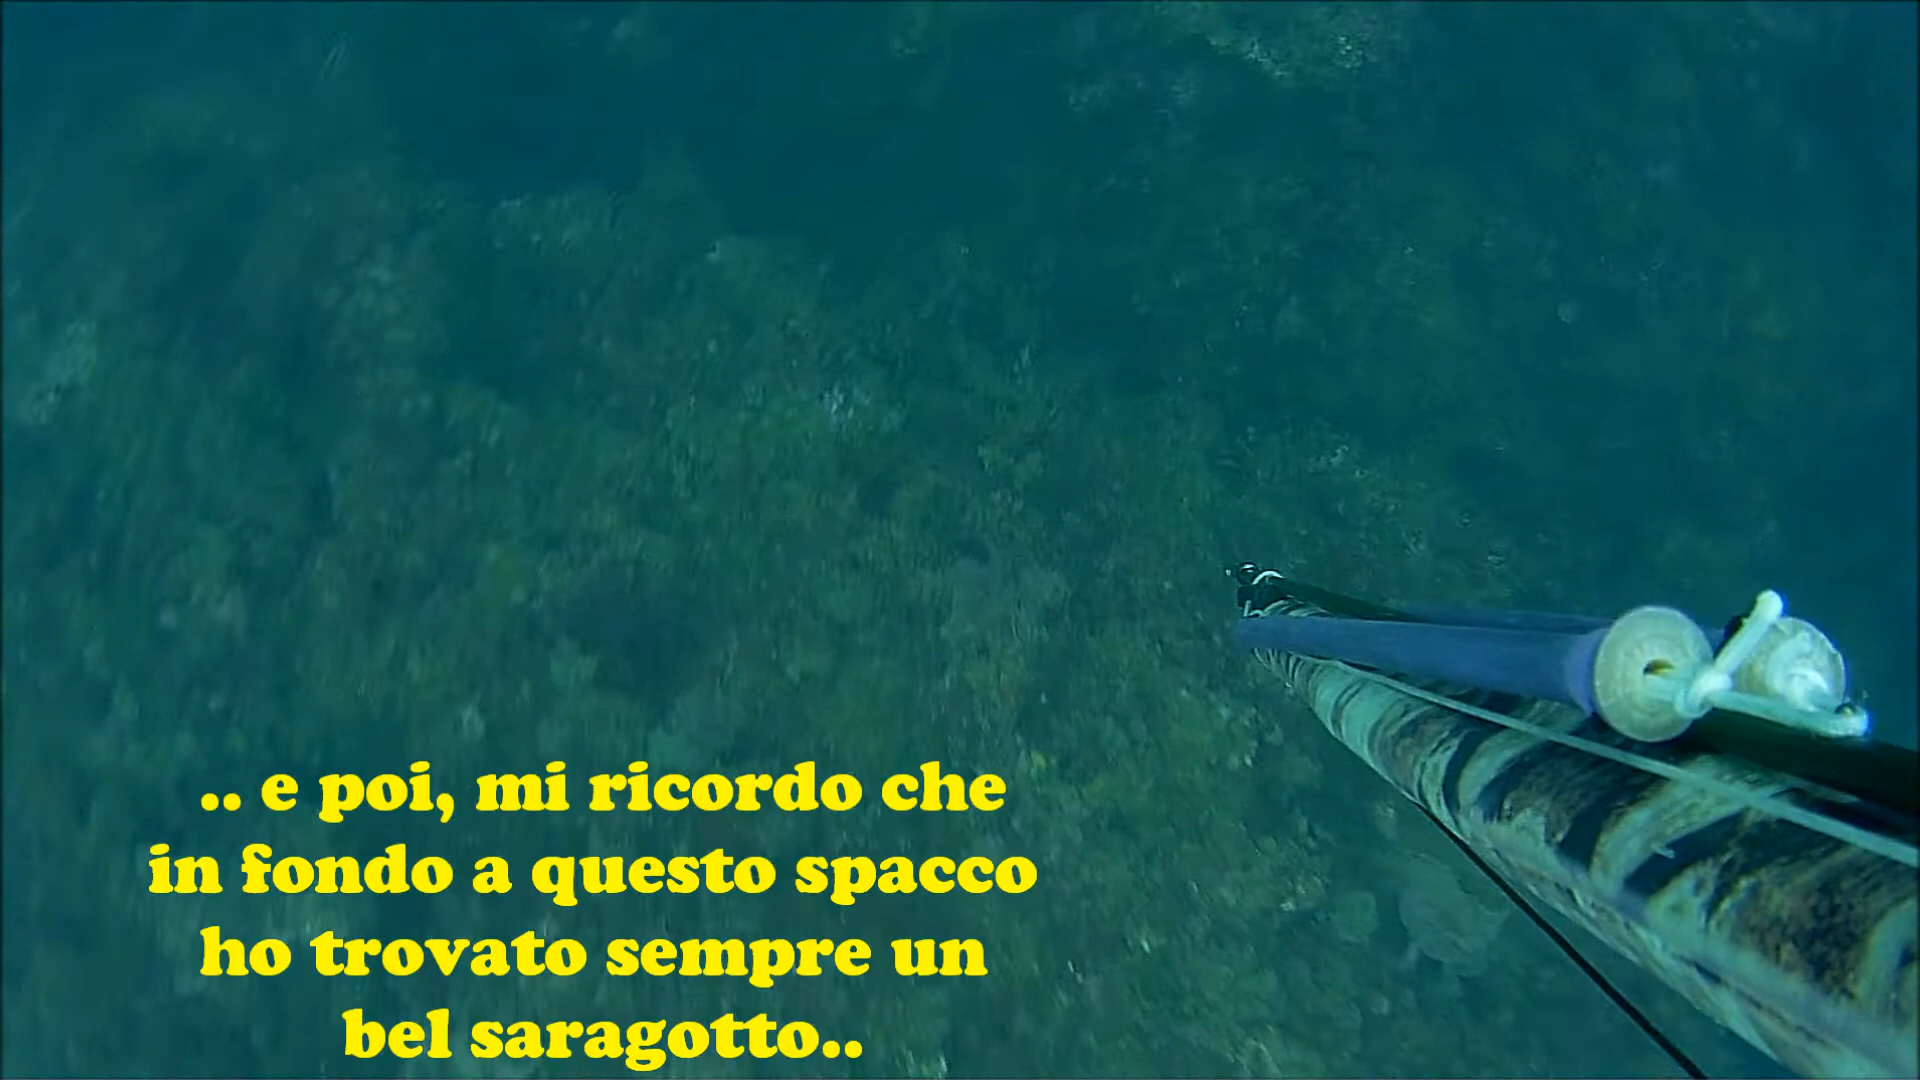 .. e poi, mi ricordo che
in fondo a questo spacco
ho trovato sempre un
bel saragotto..